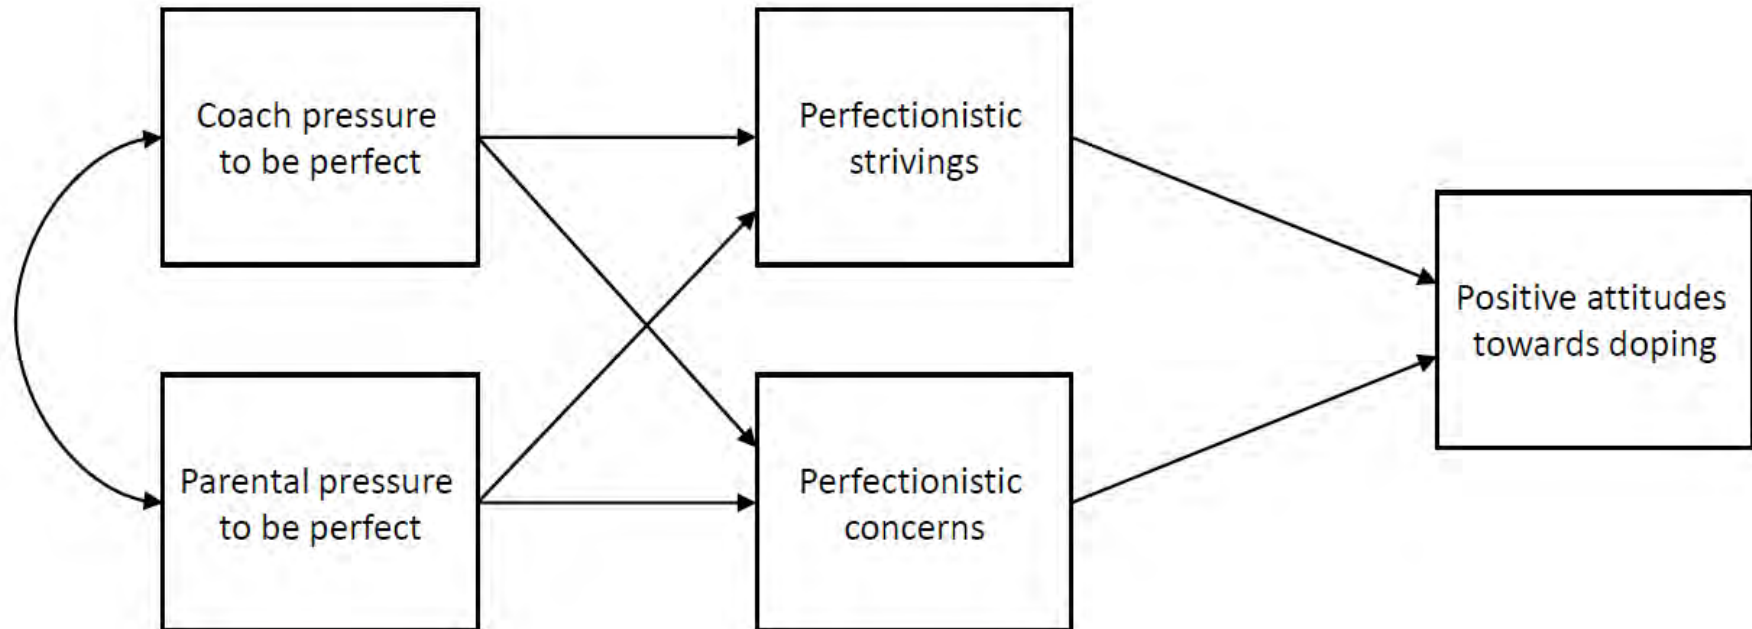 Coach pressure
to be perfect
Perfectionistic
strivings
Positive attitudes
towards doping
Parental pressure
to be perfect
Perfectionistic
concerns